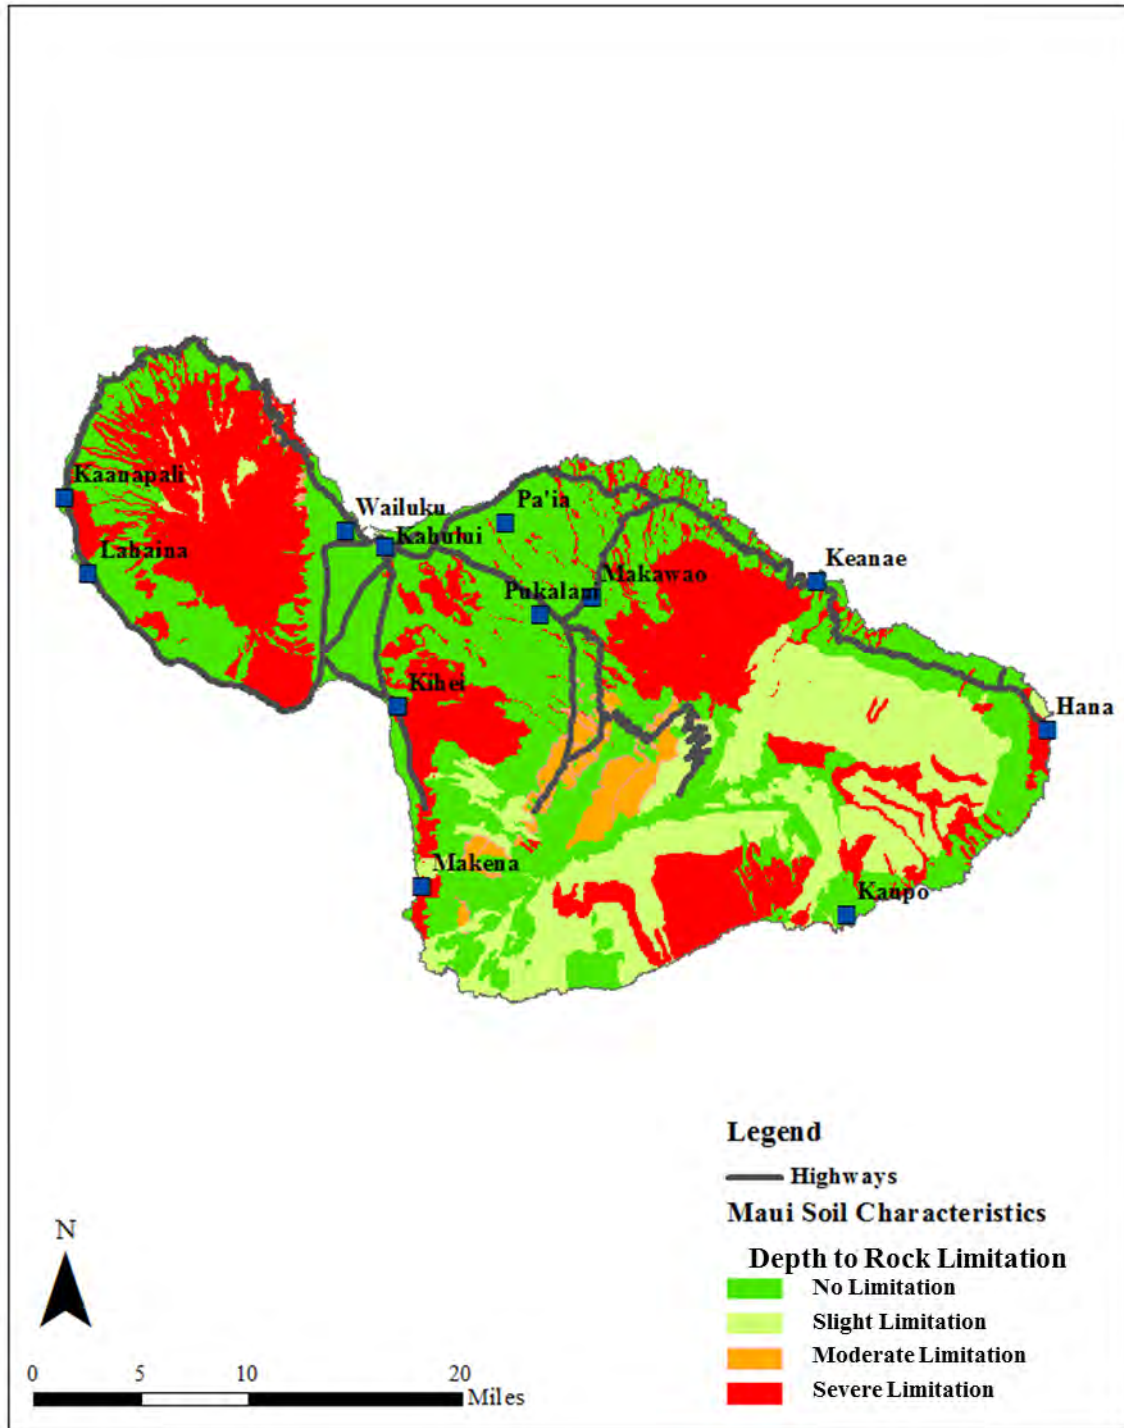 Kaanapali
Wailuku
Pa'ia
Kahului
Lahaina
Keanae
Makawao
Pukalani
Kihei
Hana
Makena
Kaupo
Legend
Highways
Maui Soil Characteristics
Depth to Rock Limitation
No Limitation
Slight Limitation
Moderate Limitation
Severe Limitation
N
0 5 10 20
Miles